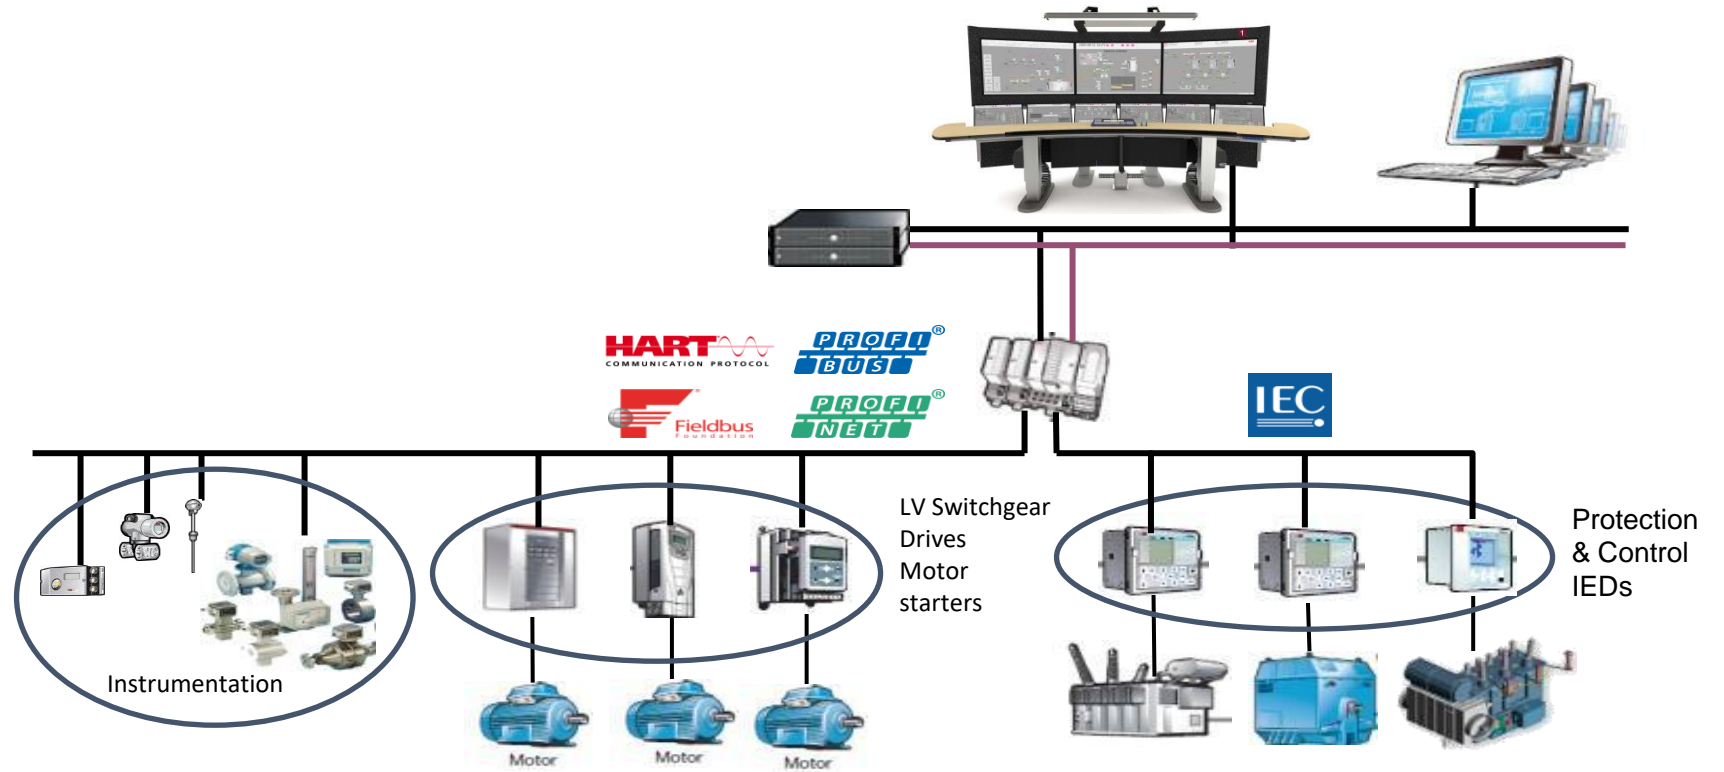 1
HART
COMMUNICATION PROTOCOL
PROFI®
BUS
Fieldbus
Foundation
PROFI®
NET
IEC
LV Switchgear
Drives
Motor
starters
Protection
& Control
IEDs
Instrumentation
Motor
Motor
Motor